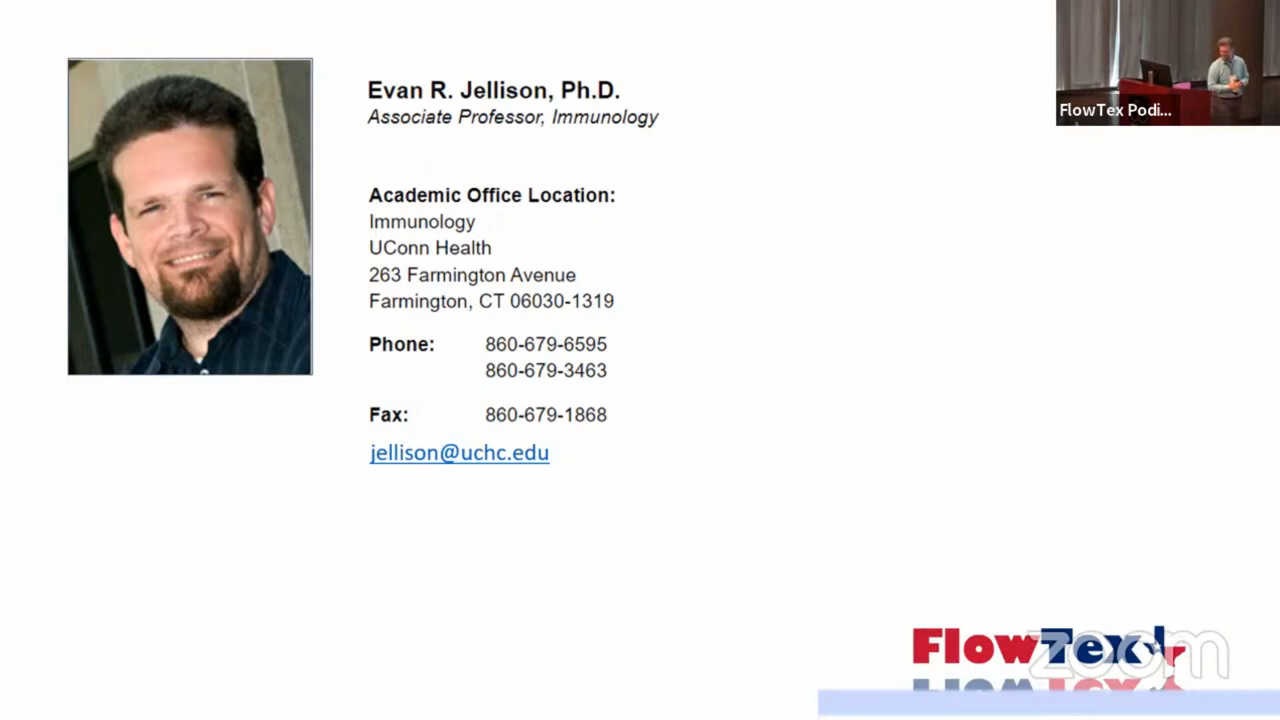 Evan R. Jellison, Ph.D.
Associate Professor, Immunology
FlowTex Podi...
Academic Office Location:
Immunology
UConn Health
263 Farmington Avenue
Farmington, CT 06030-1319
Phone: 860-679-6595
860-679-3463
Fax: 860-679-1868
jellison@uchc.edu
FlowTex
zoom